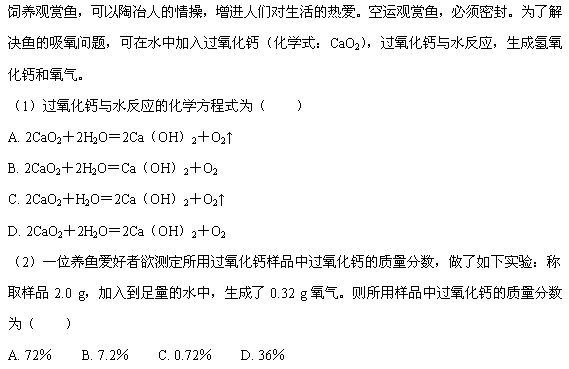 饲养观赏鱼，可以陶冶人的情操，增进人们对生活的热爱。空运观赏鱼，必须密封。为了解
决鱼的吸氧问题，可在水中加入过氧化钙（化学式：CaO₂），过氧化钙与水反应，生成氢氧
化钙和氧气。
（1）过氧化钙与水反应的化学方程式为（　　）
A. 2CaO₂＋2H₂O＝2Ca（OH）₂＋O₂↑
B. 2CaO₂＋2H₂O＝Ca（OH）₂＋O₂
C. 2CaO₂＋H₂O＝2Ca（OH）₂＋O₂↑
D. 2CaO₂＋2H₂O＝2Ca（OH）₂＋O₂
（2）一位养鱼爱好者欲测定所用过氧化钙样品中过氧化钙的质量分数，做了如下实验：称
取样品 2.0 g，加入到足量的水中，生成了 0.32 g 氧气。则所用样品中过氧化钙的质量分数
为（　　）
A. 72%　　B. 7.2%　　C. 0.72%　　D. 36%